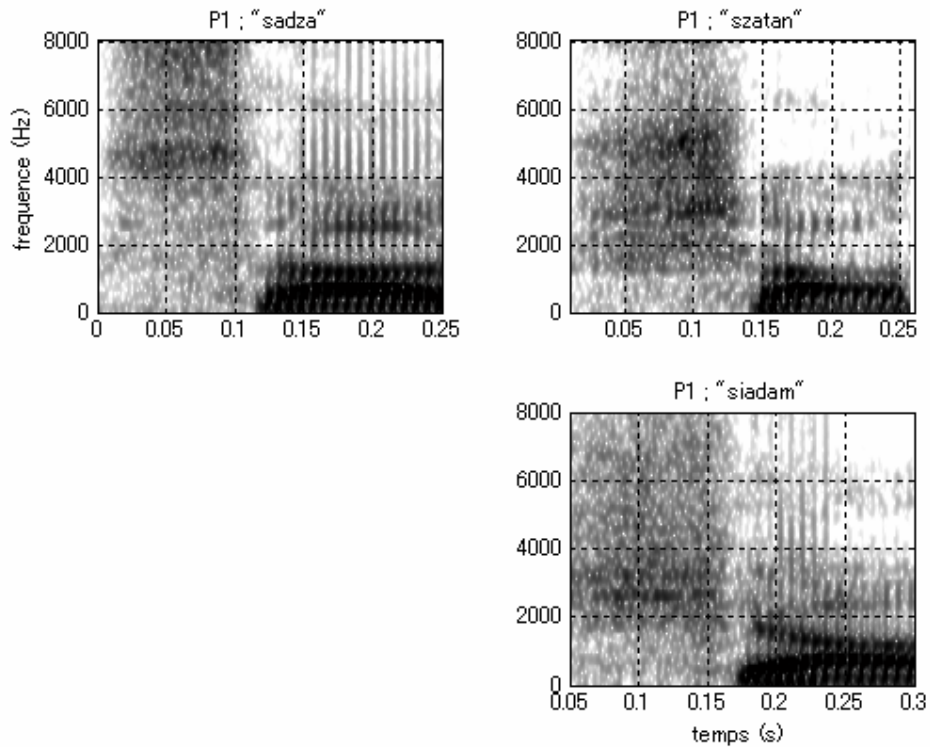 P1 ; "sadza"
8000
6000
4000
2000
0
frequence (Hz)
0 0.05 0.1 0.15 0.2 0.25
P1 ; "szatan"
8000
6000
4000
2000
0
0.05 0.1 0.15 0.2 0.25
P1 ; "siadam"
8000
6000
4000
2000
0
0.05 0.1 0.15 0.2 0.25 0.3
temps (s)